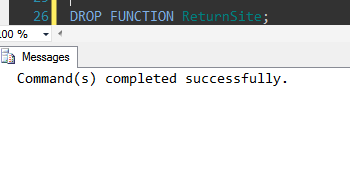 26 DROP FUNCTION ReturnSite;
.00 %
Messages
Command(s) completed successfully.